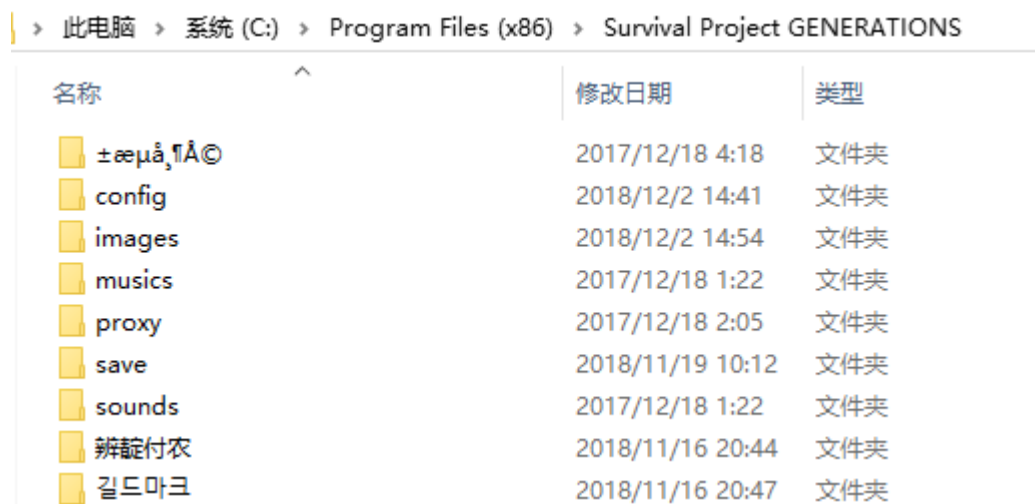 此电脑 > 系统 (C:) > Program Files (x86) > Survival Project GENERATIONS
名称 修改日期 类型
±æµå¸¶Å© 2017/12/18 4:18 文件夹
config 2018/12/2 14:41 文件夹
images 2018/12/2 14:54 文件夹
musics 2017/12/18 1:22 文件夹
proxy 2017/12/18 2:05 文件夹
save 2018/11/19 10:12 文件夹
sounds 2017/12/18 1:22 文件夹
辨靛付农 2018/11/16 20:44 文件夹
길드마크 2018/11/16 20:47 文件夹